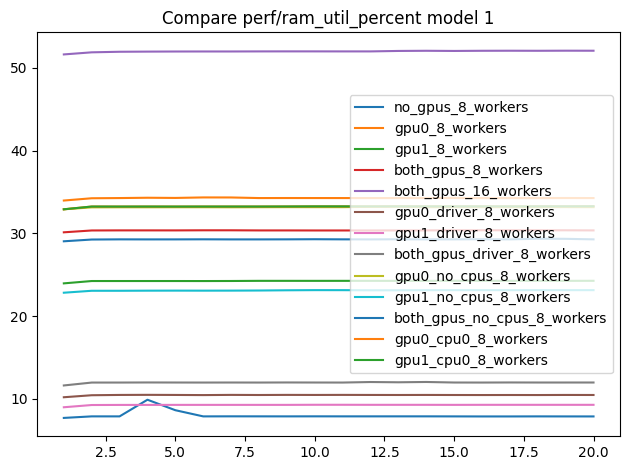 Compare perf/ram_util_percent model 1
50
40
30
20
10
no_gpus_8_workers
gpu0_8_workers
gpu1_8_workers
both_gpus_8_workers
both_gpus_16_workers
gpu0_driver_8_workers
gpu1_driver_8_workers
both_gpus_driver_8_workers
gpu0_no_cpus_8_workers
gpu1_no_cpus_8_workers
both_gpus_no_cpus_8_workers
gpu0_cpu0_8_workers
gpu1_cpu0_8_workers
2.5 5.0 7.5 10.0 12.5 15.0 17.5 20.0